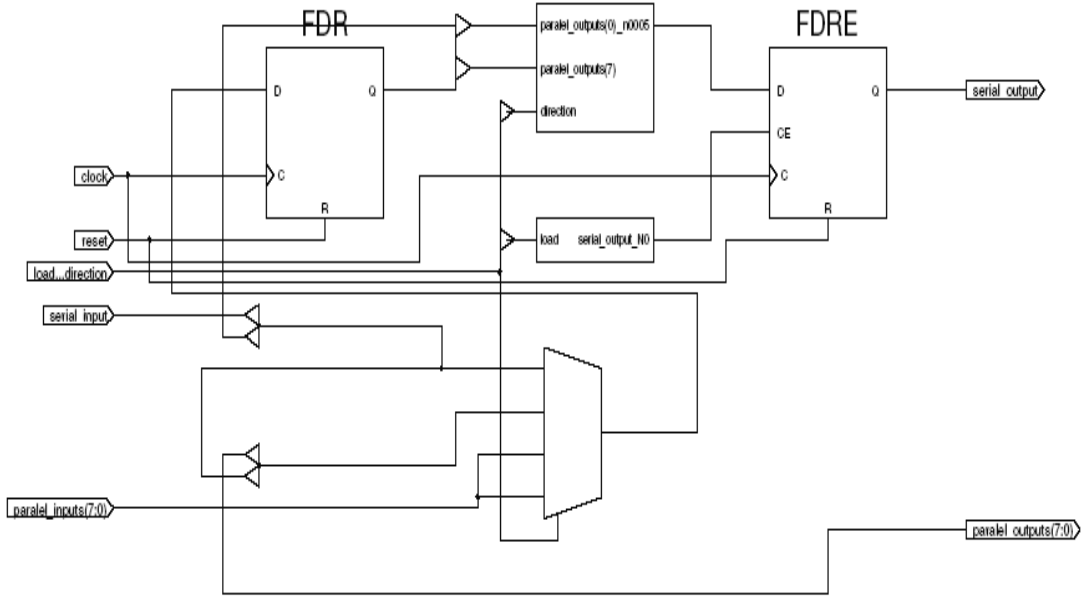 FDR
FDRE
paralel_outputs(0)_n0005
D
Q
paralel_outputs(7)
direction
D
Q
serial_output
CE
clock
C
C
R
R
reset
load
serial_output_N0
load...direction
serial_input
paralel_inputs(7:0)
paralel_outputs(7:0)